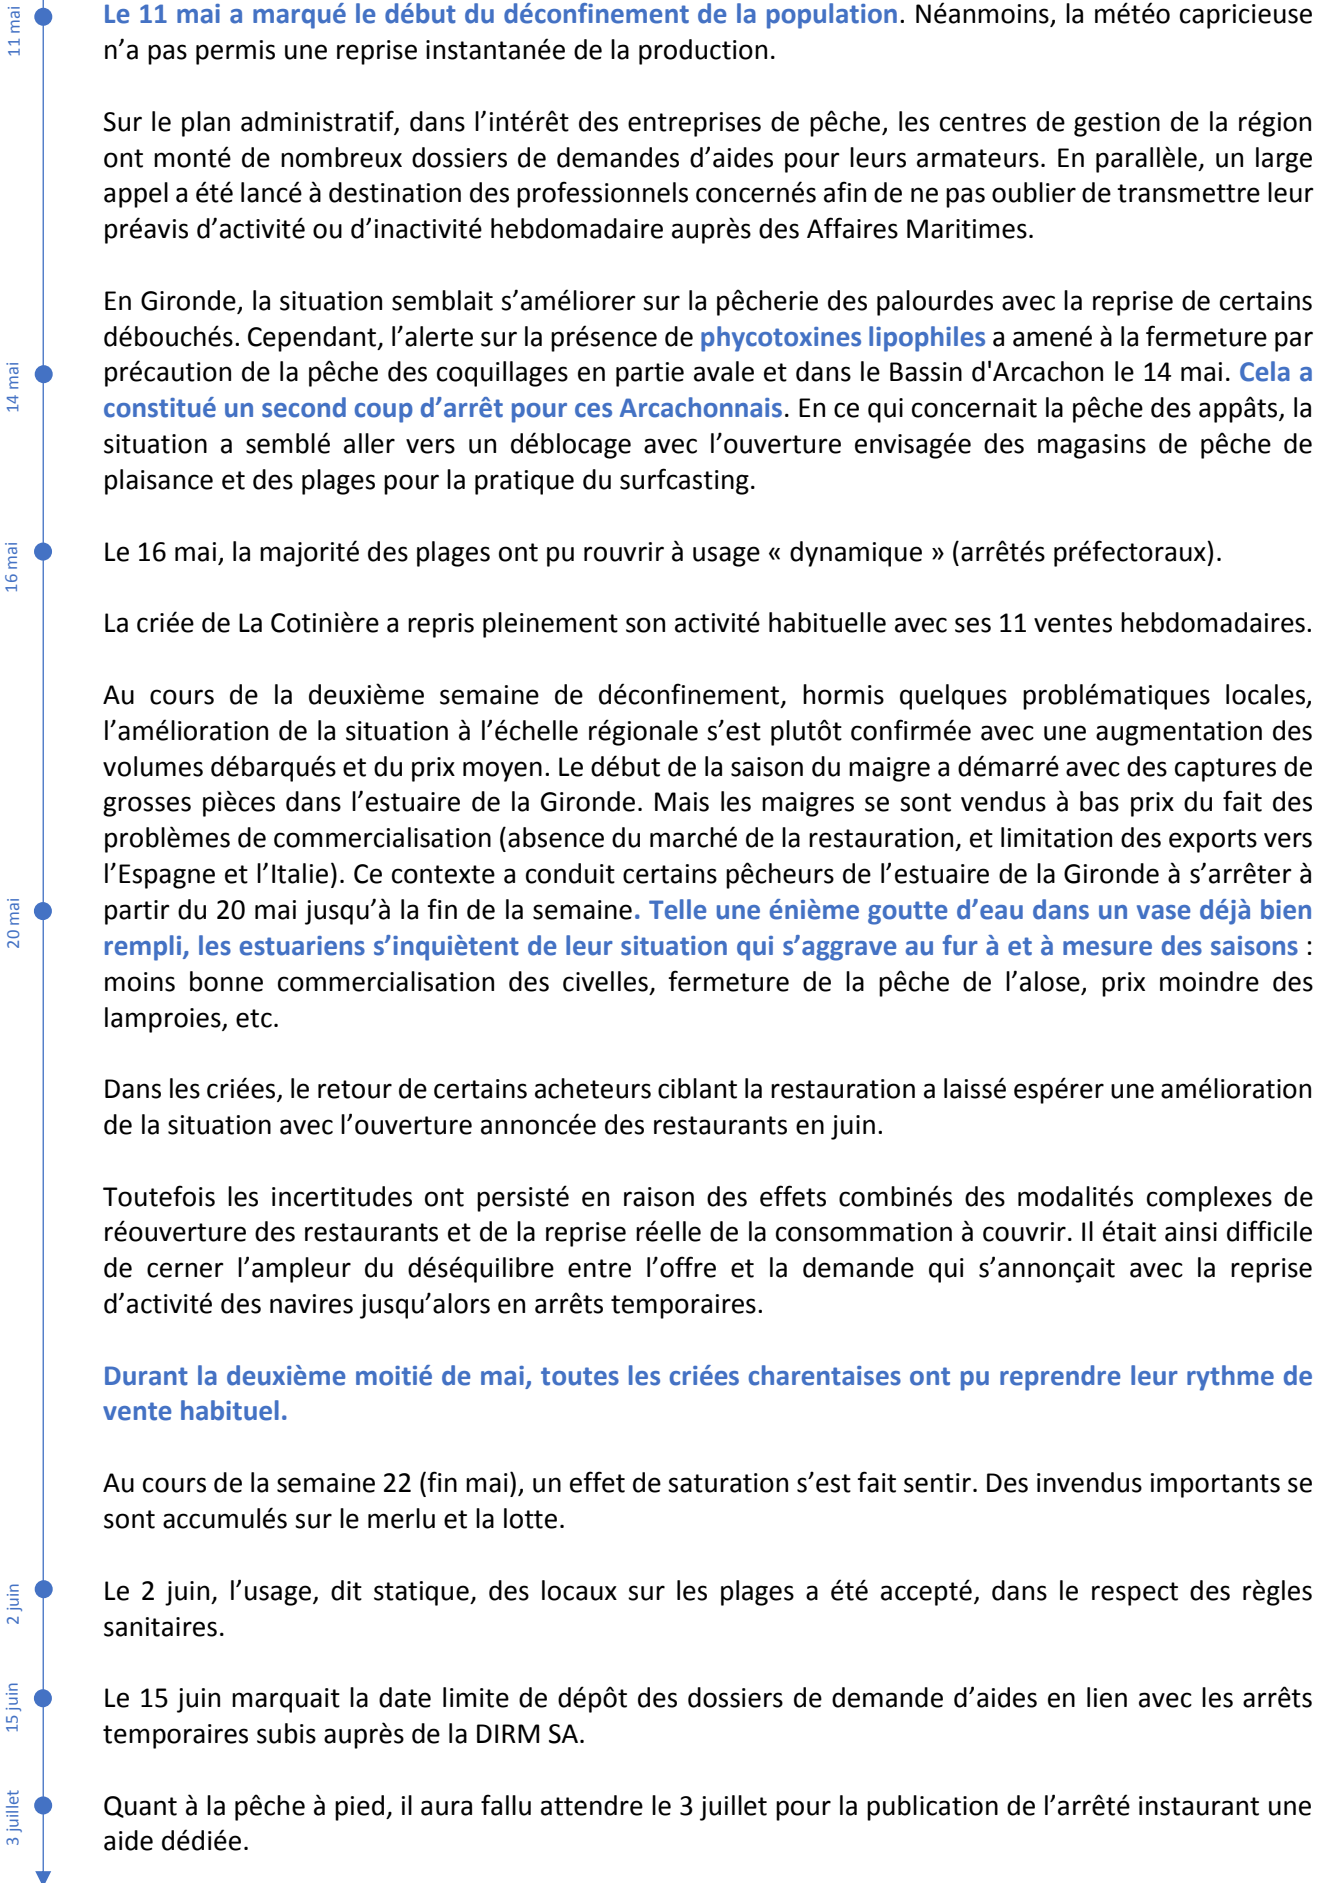 11 mai
Le 11 mai a marqué le début du déconfinement de la population. Néanmoins, la météo capricieuse
n’a pas permis une reprise instantanée de la production.
Sur le plan administratif, dans l’intérêt des entreprises de pêche, les centres de gestion de la région
ont monté de nombreux dossiers de demandes d’aides pour leurs armateurs. En parallèle, un large
appel a été lancé à destination des professionnels concernés afin de ne pas oublier de transmettre leur
préavis d’activité ou d’inactivité hebdomadaire auprès des Affaires Maritimes.
En Gironde, la situation semblait s’améliorer sur la pêcherie des palourdes avec la reprise de certains
débouchés. Cependant, l’alerte sur la présence de phycotoxines lipophiles a amené à la fermeture par
14 mai
précaution de la pêche des coquillages en partie avale et dans le Bassin d'Arcachon le 14 mai. Cela a
constitué un second coup d’arrêt pour ces Arcachonnais. En ce qui concernait la pêche des appâts, la
situation a semblé aller vers un déblocage avec l’ouverture envisagée des magasins de pêche de
plaisance et des plages pour la pratique du surfcasting.
16 mai
Le 16 mai, la majorité des plages ont pu rouvrir à usage « dynamique » (arrêtés préfectoraux).
La criée de La Cotinière a repris pleinement son activité habituelle avec ses 11 ventes hebdomadaires.
Au cours de la deuxième semaine de déconfinement, hormis quelques problématiques locales,
l’amélioration de la situation à l’échelle régionale s’est plutôt confirmée avec une augmentation des
volumes débarqués et du prix moyen. Le début de la saison du maigre a démarré avec des captures de
grosses pièces dans l’estuaire de la Gironde. Mais les maigres se sont vendus à bas prix du fait des
problèmes de commercialisation (absence du marché de la restauration, et limitation des exports vers
l’Espagne et l’Italie). Ce contexte a conduit certains pêcheurs de l’estuaire de la Gironde à s’arrêter à
20 mai
partir du 20 mai jusqu’à la fin de la semaine. Telle une énième goutte d’eau dans un vase déjà bien
rempli, les estuariens s’inquiètent de leur situation qui s’aggrave au fur à et à mesure des saisons :
moins bonne commercialisation des civelles, fermeture de la pêche de l’alose, prix moindre des
lamproies, etc.
Dans les criées, le retour de certains acheteurs ciblant la restauration a laissé espérer une amélioration
de la situation avec l’ouverture annoncée des restaurants en juin.
Toutefois les incertitudes ont persisté en raison des effets combinés des modalités complexes de
réouverture des restaurants et de la reprise réelle de la consommation à couvrir. Il était ainsi difficile
de cerner l’ampleur du déséquilibre entre l’offre et la demande qui s’annonçait avec la reprise
d’activité des navires jusqu’alors en arrêts temporaires.
Durant la deuxième moitié de mai, toutes les criées charentaises ont pu reprendre leur rythme de
vente habituel.
Au cours de la semaine 22 (fin mai), un effet de saturation s’est fait sentir. Des invendus importants se
sont accumulés sur le merlu et la lotte.
2 juin
Le 2 juin, l’usage, dit statique, des locaux sur les plages a été accepté, dans le respect des règles
sanitaires.
15 juin
Le 15 juin marquait la date limite de dépôt des dossiers de demande d’aides en lien avec les arrêts
temporaires subis auprès de la DIRM SA.
3 juillet
Quant à la pêche à pied, il aura fallu attendre le 3 juillet pour la publication de l’arrêté instaurant une
aide dédiée.